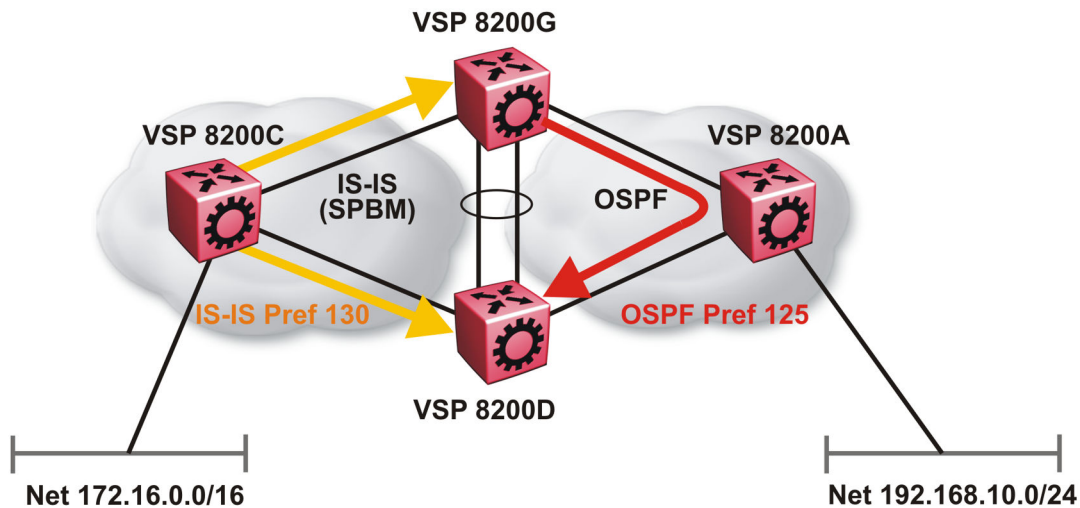 VSP 8200G
VSP 8200C
VSP 8200A
IS-IS
(SPBM)
OSPF
IS-IS Pref 130
OSPF Pref 125
VSP 8200D
Net 172.16.0.0/16
Net 192.168.10.0/24